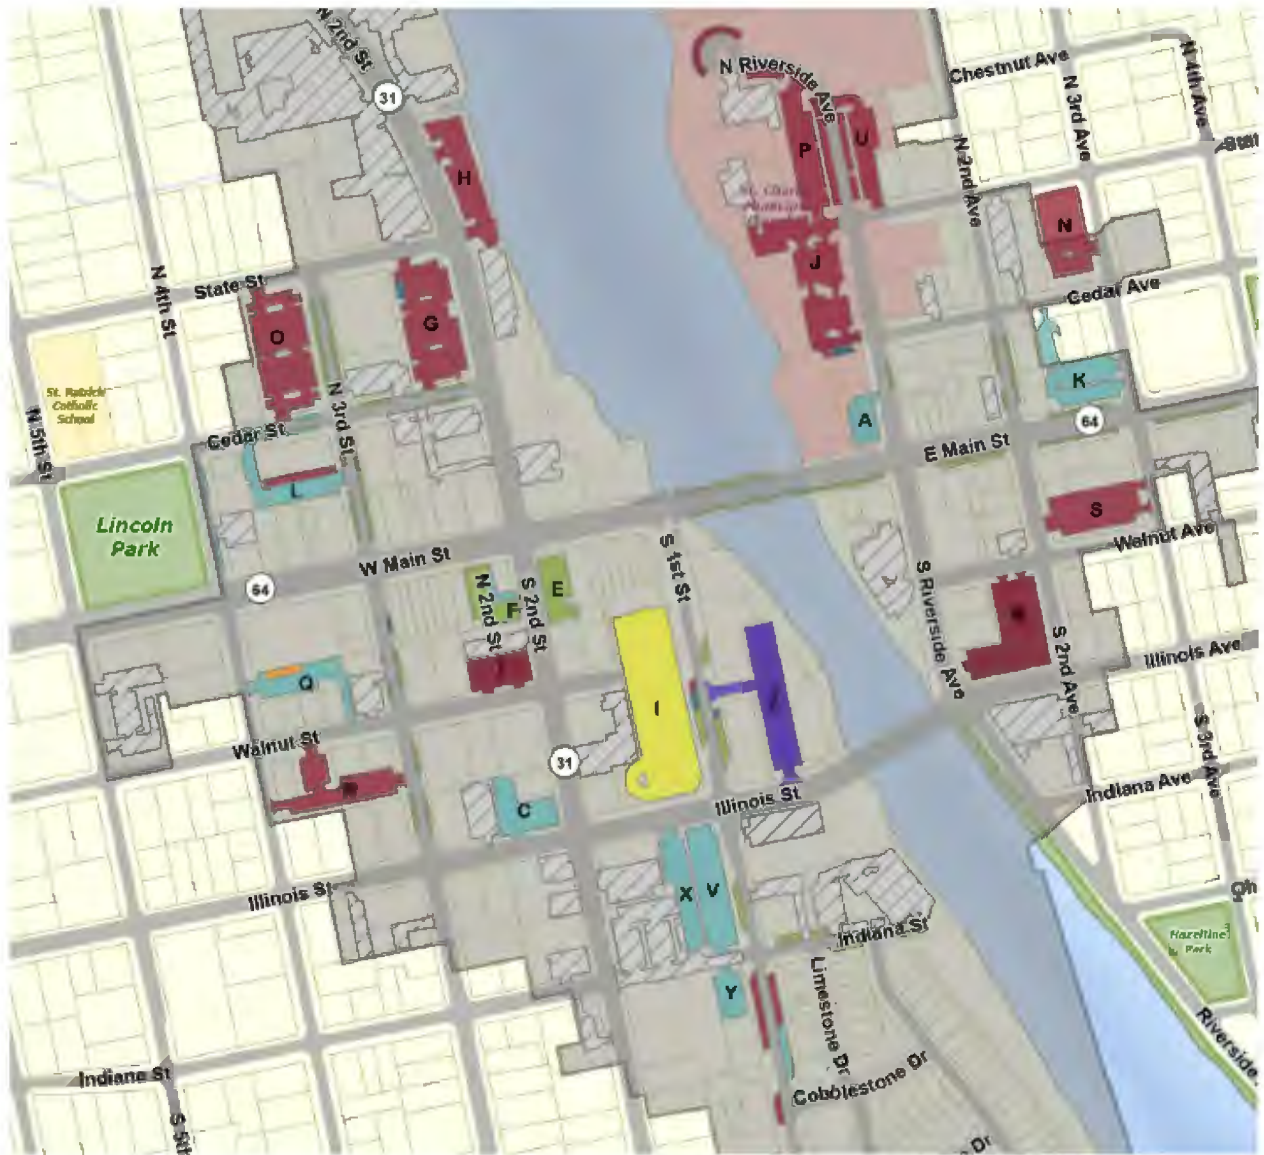 N 2nd St
31
N Riverside Ave
Chestnut Ave
N 3rd Ave
N 4th Ave
P
U
H
N 2nd Ave
N
J
State St
N 4th St
Cedar Ave
G
O
K
St. Patrick
Catholic
School
N 5th St
N 3rd St
A
64
Cedar St
E Main St
L
S
Lincoln
Park
Walnut Ave
W Main St
S 1st St
64
N 2nd St
S 2nd St
E
F
S Riverside Ave
S 2nd Ave
Illinois Ave
Q
I
Walnut St
31
S 3rd Ave
Indiana Ave
C
Illinois St
X
V
Illinois St
Indiana St
Hazeltine
Park
Y
Limestone Dr
Riverside
Indiana St
Cobblestone Dr
S 5th
Dr